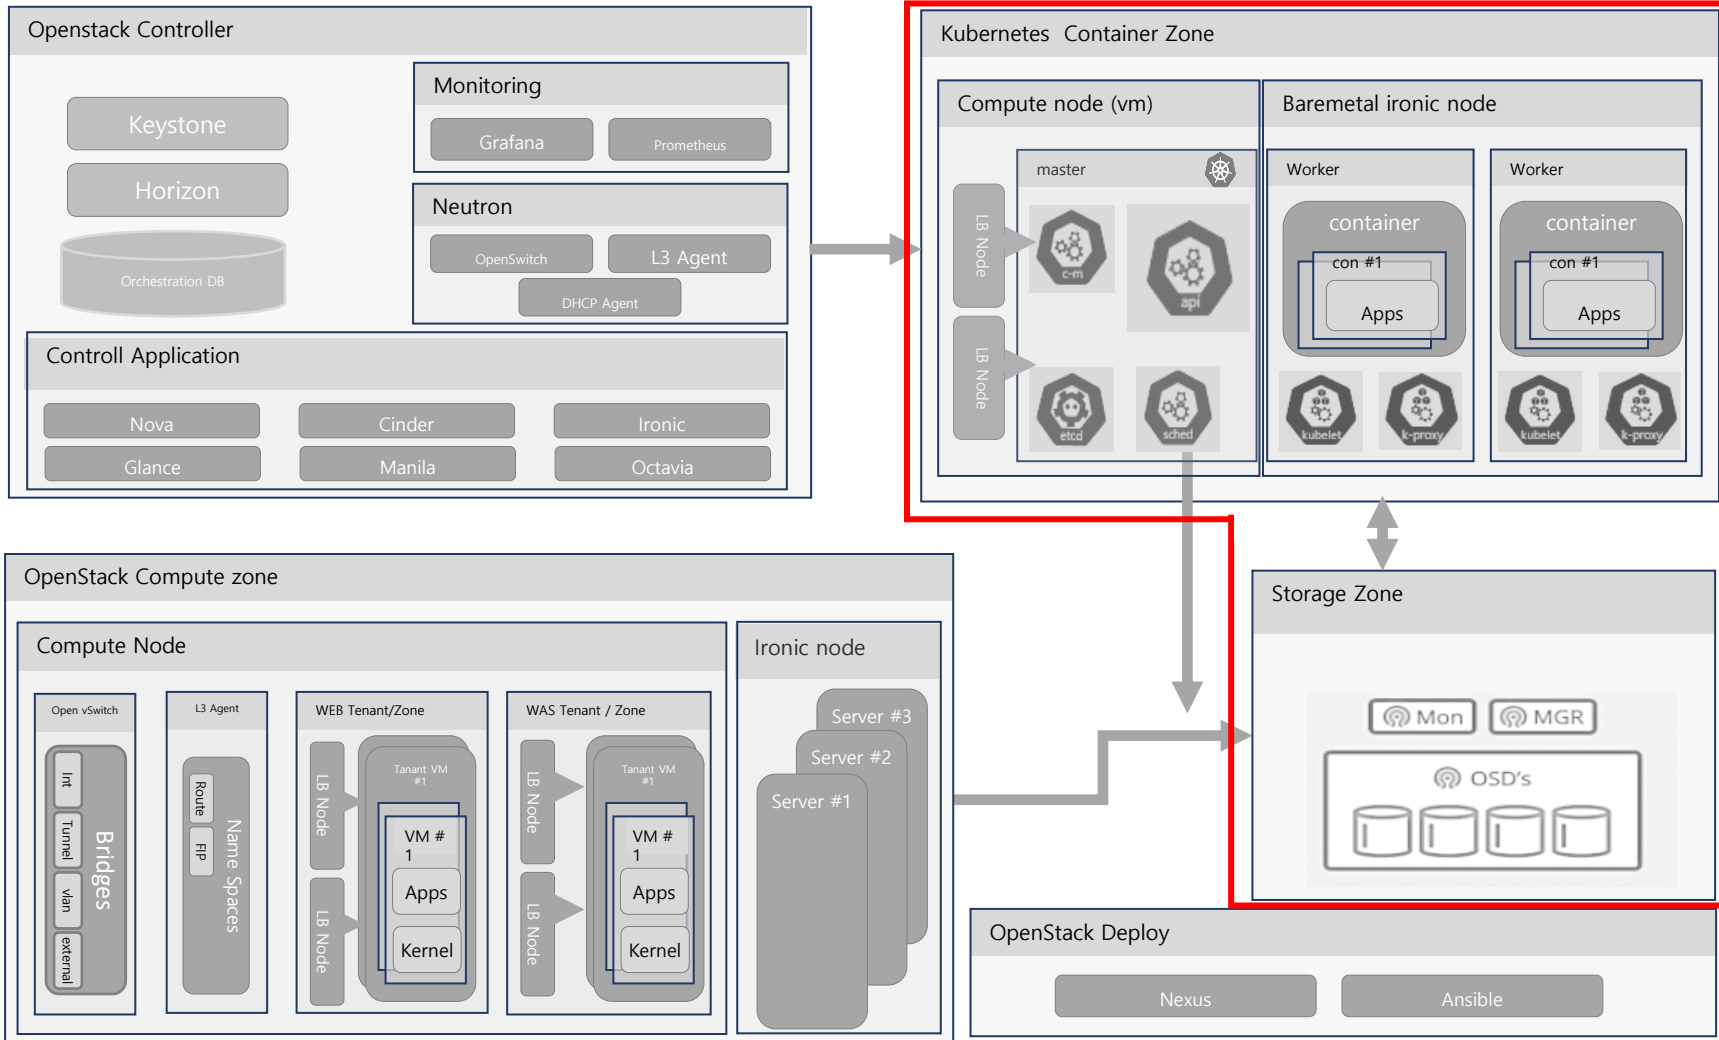 Openstack Controller
Keystone
Horizon
Orchestration DB
Monitoring
Grafana
Prometheus
Neutron
OpenSwitch
L3 Agent
DHCP Agent
Controll Application
Nova
Cinder
Ironic
Glance
Manila
Octavia
Kubernetes Container Zone
Compute node (vm)
LB Node
LB Node
master
c-m
api
etcd
sched
Baremetal ironic node
Worker
container
con #1
Apps
kubelet
k-proxy
Worker
container
con #1
Apps
kubelet
k-proxy
OpenStack Compute zone
Compute Node
Open vSwitch
Int
Tunnel
vlan
external
Bridges
L3 Agent
Route
FIP
Name Spaces
WEB Tenant/Zone
LB Node
LB Node
Tanant VM
#1
VM #
1
Apps
Kernel
WAS Tenant / Zone
LB Node
LB Node
Tanant VM
#1
VM #
1
Apps
Kernel
Ironic node
Server #3
Server #2
Server #1
Storage Zone
Mon
MGR
OSD's
OpenStack Deploy
Nexus
Ansible